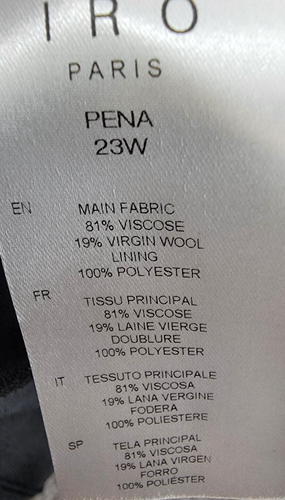 IRO
PARIS
PENA
23W
EN MAIN FABRIC
81% VISCOSE
19% VIRGIN WOOL
LINING
100% POLYESTER
FR TISSU PRINCIPAL
81% VISCOSE
19% LAINE VIERGE
DOUBLURE
100% POLYESTER
IT TESSUTO PRINCIPALE
81% VISCOSA
19% LANA VERGINE
FODERA
100% POLIESTERE
SP TELA PRINCIPAL
81% VISCOSA
19% LANA VIRGEN
FORRO
100% POLIÉSTER